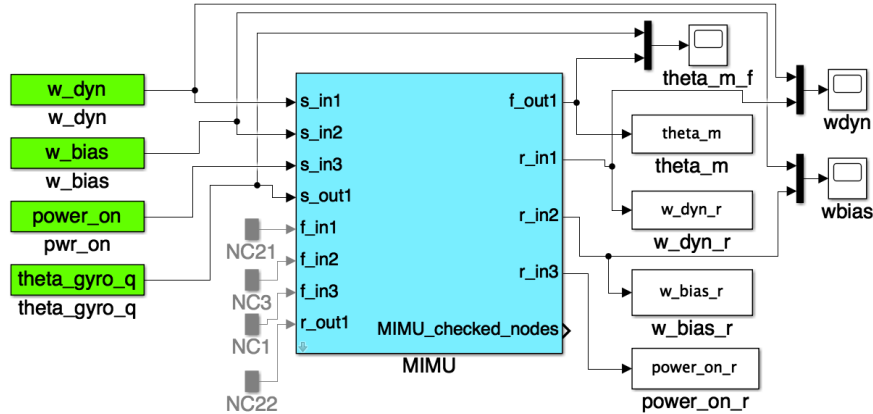 w_dyn
w_dyn
w_bias
w_bias
power_on
pwr_on
theta_gyro_q
theta_gyro_q
NC21
NC3
NC1
NC22
s_in1
s_in2
s_in3
s_out1
f_in1
f_in2
f_in3
r_out1
f_out1
r_in1
r_in2
r_in3
MIMU_checked_nodes
MIMU
theta_m_f
theta_m
theta_m
w_dyn_r
w_dyn_r
w_bias_r
w_bias_r
power_on_r
power_on_r
wdyn
wbias